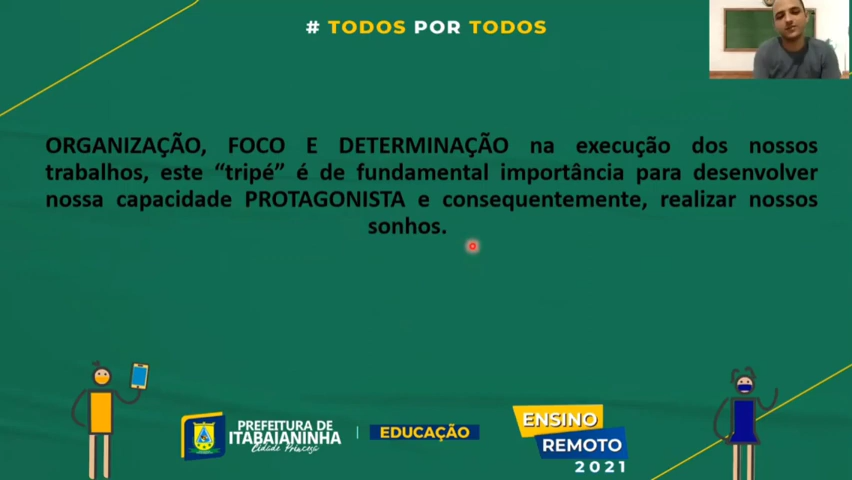 # TODOS POR TODOS
ORGANIZAÇÃO, FOCO E DETERMINAÇÃO na execução dos nossos
trabalhos, este “tripé” é de fundamental importância para desenvolver
nossa capacidade PROTAGONISTA e consequentemente, realizar nossos
sonhos.
PREFEITURA DE
ITABAIANINHA
Cidade Princesa
EDUCAÇÃO
ENSINO
REMOTO
2021